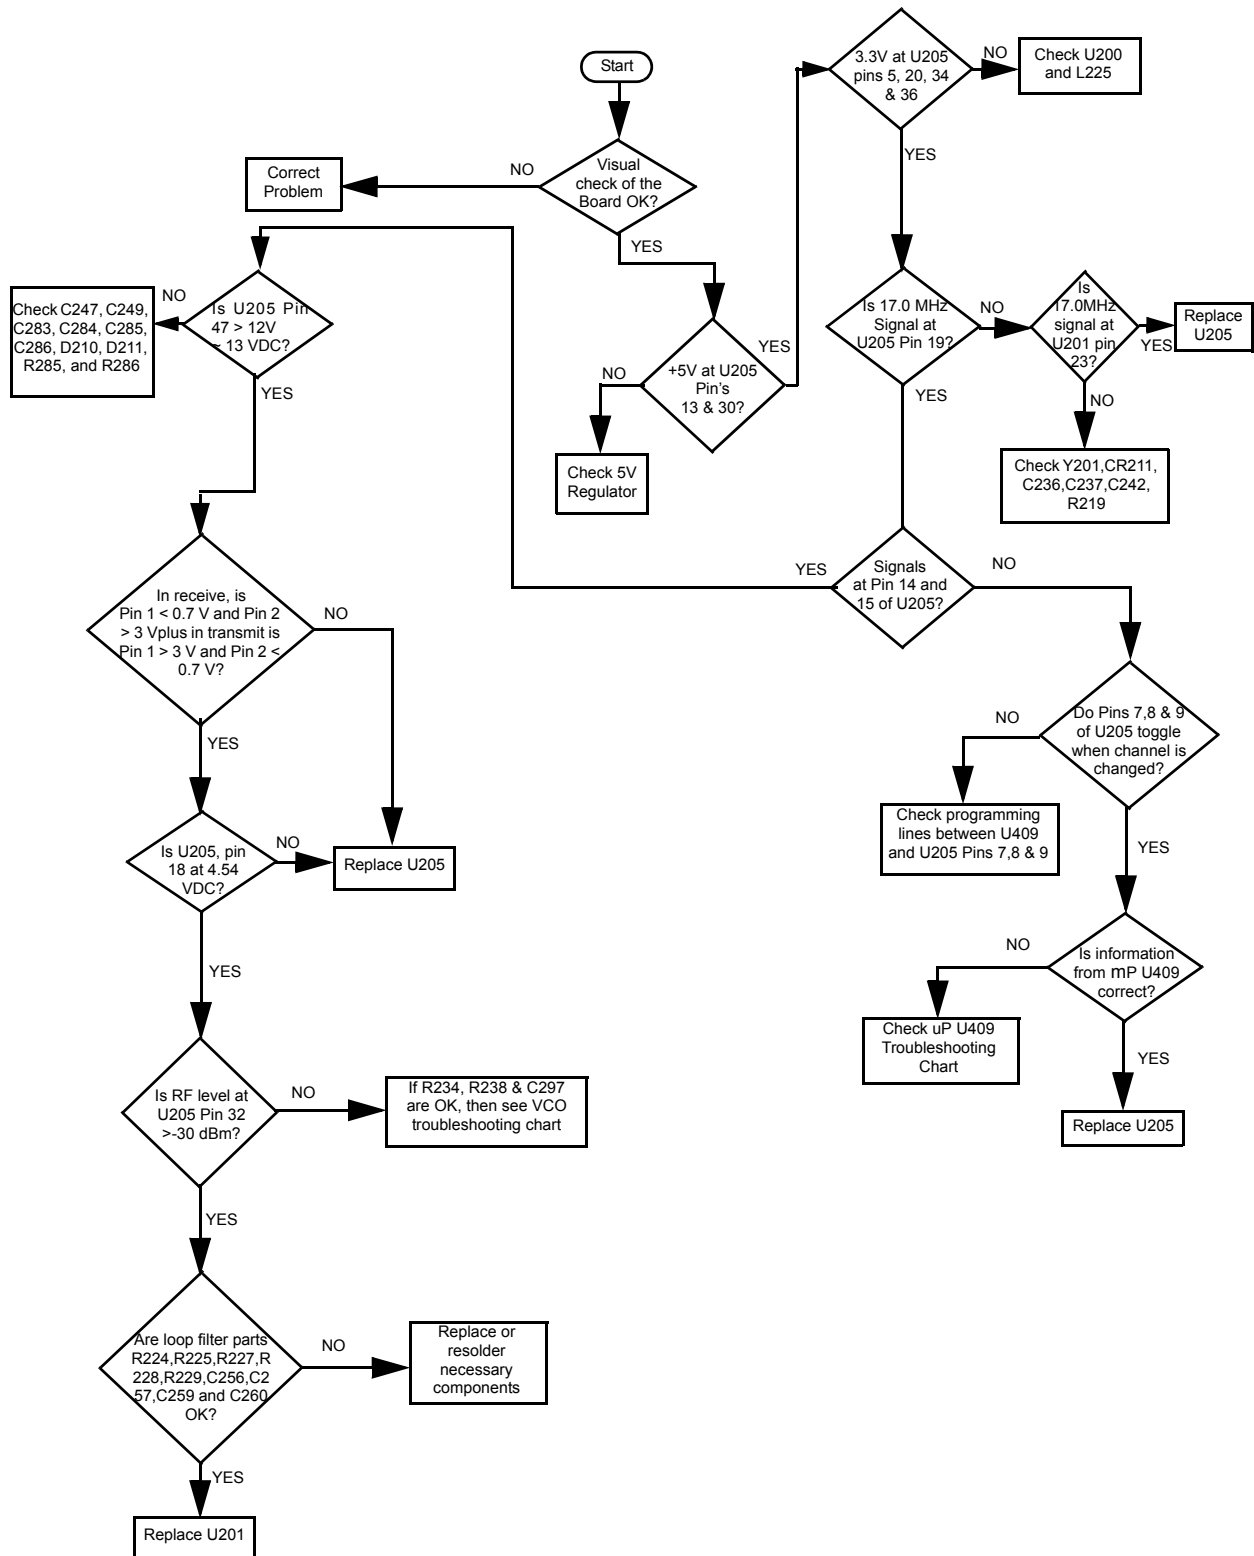 Start
Visual
check of the
Board OK?
NO
Correct
Problem
YES
+5V at U205
Pin's
13 & 30?
NO
Check 5V
Regulator
YES
3.3V at U205
pins 5, 20, 34
& 36
NO
Check U200
and L225
YES
Is 17.0 MHz
Signal at
U205 Pin 19?
NO
Is
17.0MHz
signal at
U201 pin
23?
YES
Replace
U205
NO
Check Y201,CR211,
C236,C237,C242,
R219
YES
Signals
at Pin 14 and
15 of U205?
NO
Do Pins 7,8 & 9
of U205 toggle
when channel is
changed?
NO
Check programming
lines between U409
and U205 Pins 7,8 & 9
YES
Is information
from mP U409
correct?
NO
Check uP U409
Troubleshooting
Chart
YES
Replace U205
YES
Is U205 Pin
47 > 12V
~ 13 VDC?
NO
Check C247, C249,
C283, C284, C285,
C286, D210, D211,
R285, and R286
YES
In receive, is
Pin 1 < 0.7 V and Pin 2
> 3 Vplus in transmit is
Pin 1 > 3 V and Pin 2 <
0.7 V?
NO
YES
Is U205, pin
18 at 4.54
VDC?
NO
Replace U205
YES
Is RF level at
U205 Pin 32
>-30 dBm?
NO
If R234, R238 & C297
are OK, then see VCO
troubleshooting chart
YES
Are loop filter parts
R224,R225,R227,R
228,R229,C256,C2
57,C259 and C260
OK?
NO
Replace or
resolder
necessary
components
YES
Replace U201